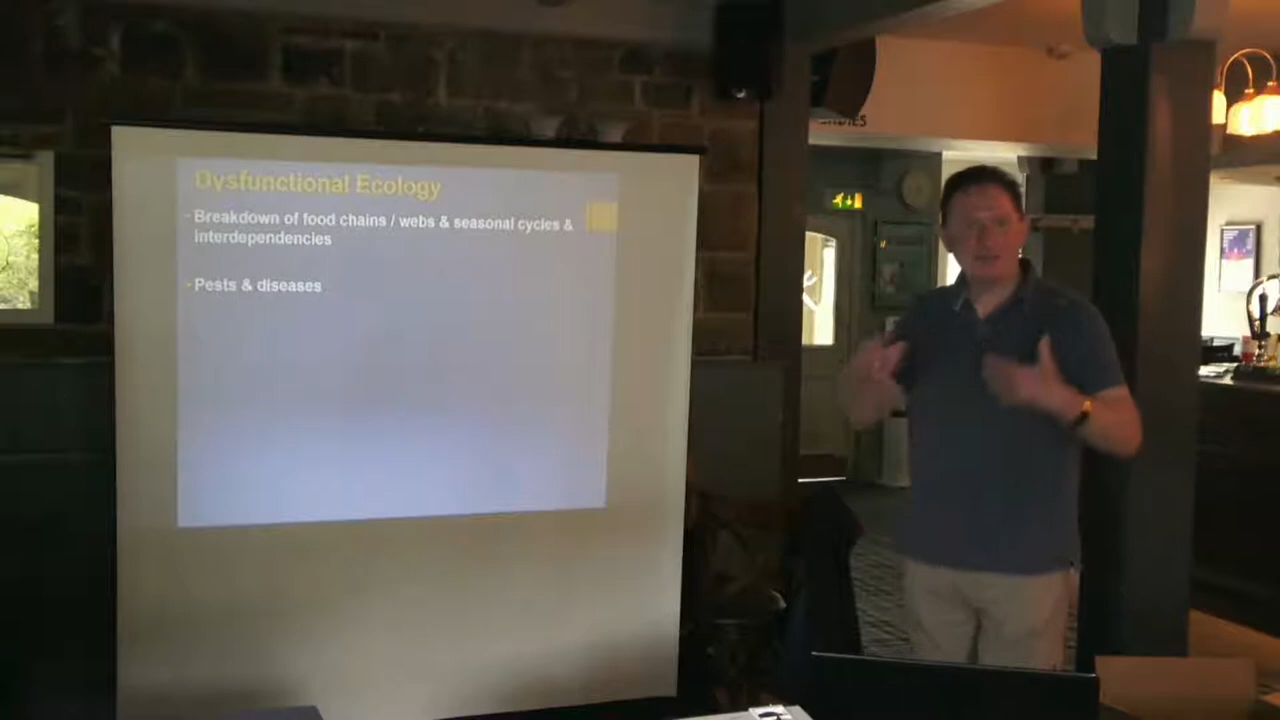 Dysfunctional Ecology
Breakdown of food chains / webs & seasonal cycles &
interdependencies
Pests & diseases